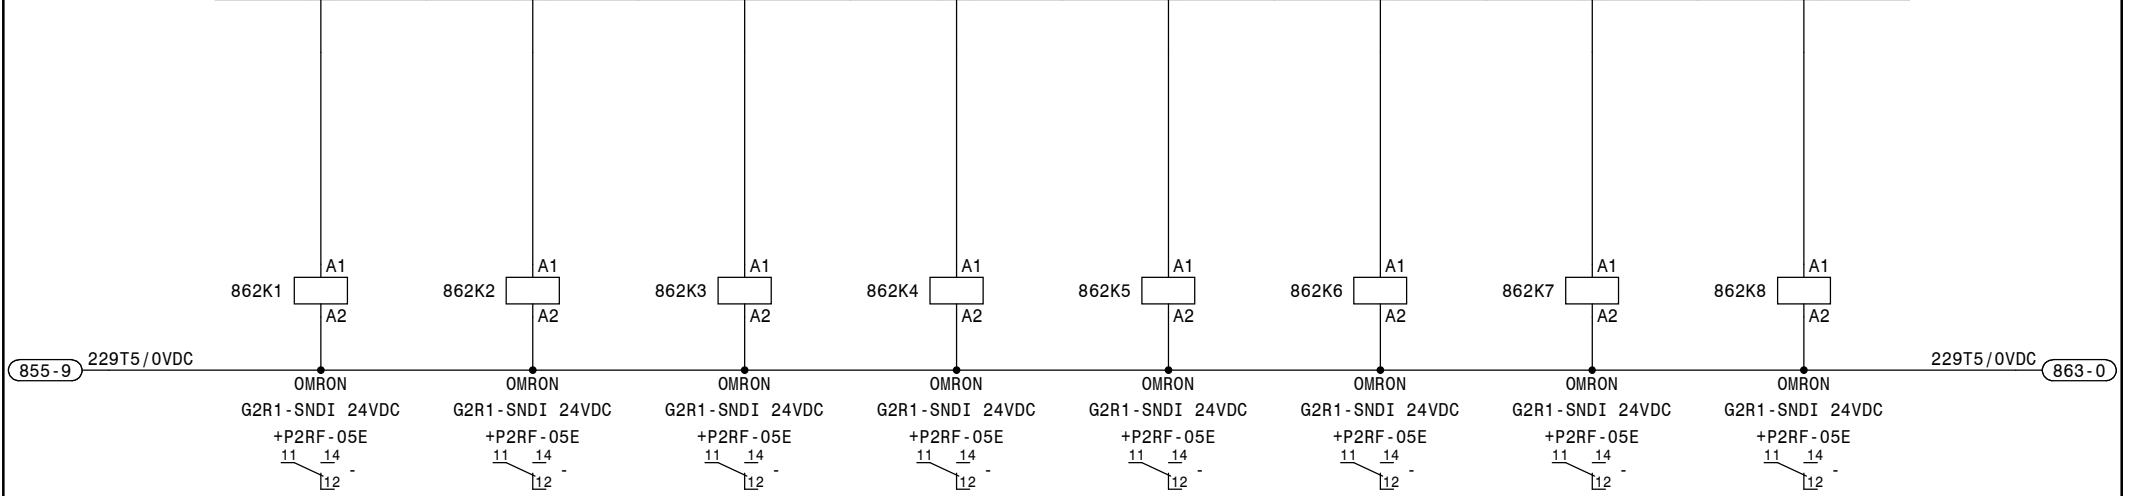 A1 A1 A1 A1 A1 A1 A1 A1
862K1 862K2 862K3 862K4 862K5 862K6 862K7 862K8
A2 A2 A2 A2 A2 A2 A2 A2
229T5/0VDC 229T5/0VDC
855-9 863-0
OMRON OMRON OMRON OMRON OMRON OMRON OMRON OMRON
G2R1-SNDI 24VDC G2R1-SNDI 24VDC G2R1-SNDI 24VDC G2R1-SNDI 24VDC G2R1-SNDI 24VDC G2R1-SNDI 24VDC G2R1-SNDI 24VDC G2R1-SNDI 24VDC
+P2RF-05E +P2RF-05E +P2RF-05E +P2RF-05E +P2RF-05E +P2RF-05E +P2RF-05E +P2RF-05E
11 14 11 14 11 14 11 14 11 14 11 14 11 14 11 14
- - - - - - - -
12 12 12 12 12 12 12 12